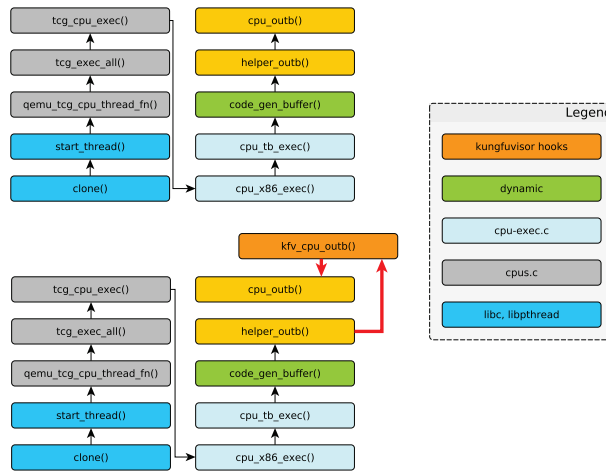 tcg_cpu_exec()
tcg_exec_all()
qemu_tcg_cpu_thread_fn()
start_thread()
clone()
cpu_outb()
helper_outb()
code_gen_buffer()
cpu_tb_exec()
cpu_x86_exec()
kfv_cpu_outb()
tcg_cpu_exec()
tcg_exec_all()
qemu_tcg_cpu_thread_fn()
start_thread()
clone()
cpu_outb()
helper_outb()
code_gen_buffer()
cpu_tb_exec()
cpu_x86_exec()
Legen
kungfuvisor hooks
dynamic
cpu-exec.c
cpus.c
libc, libpthread